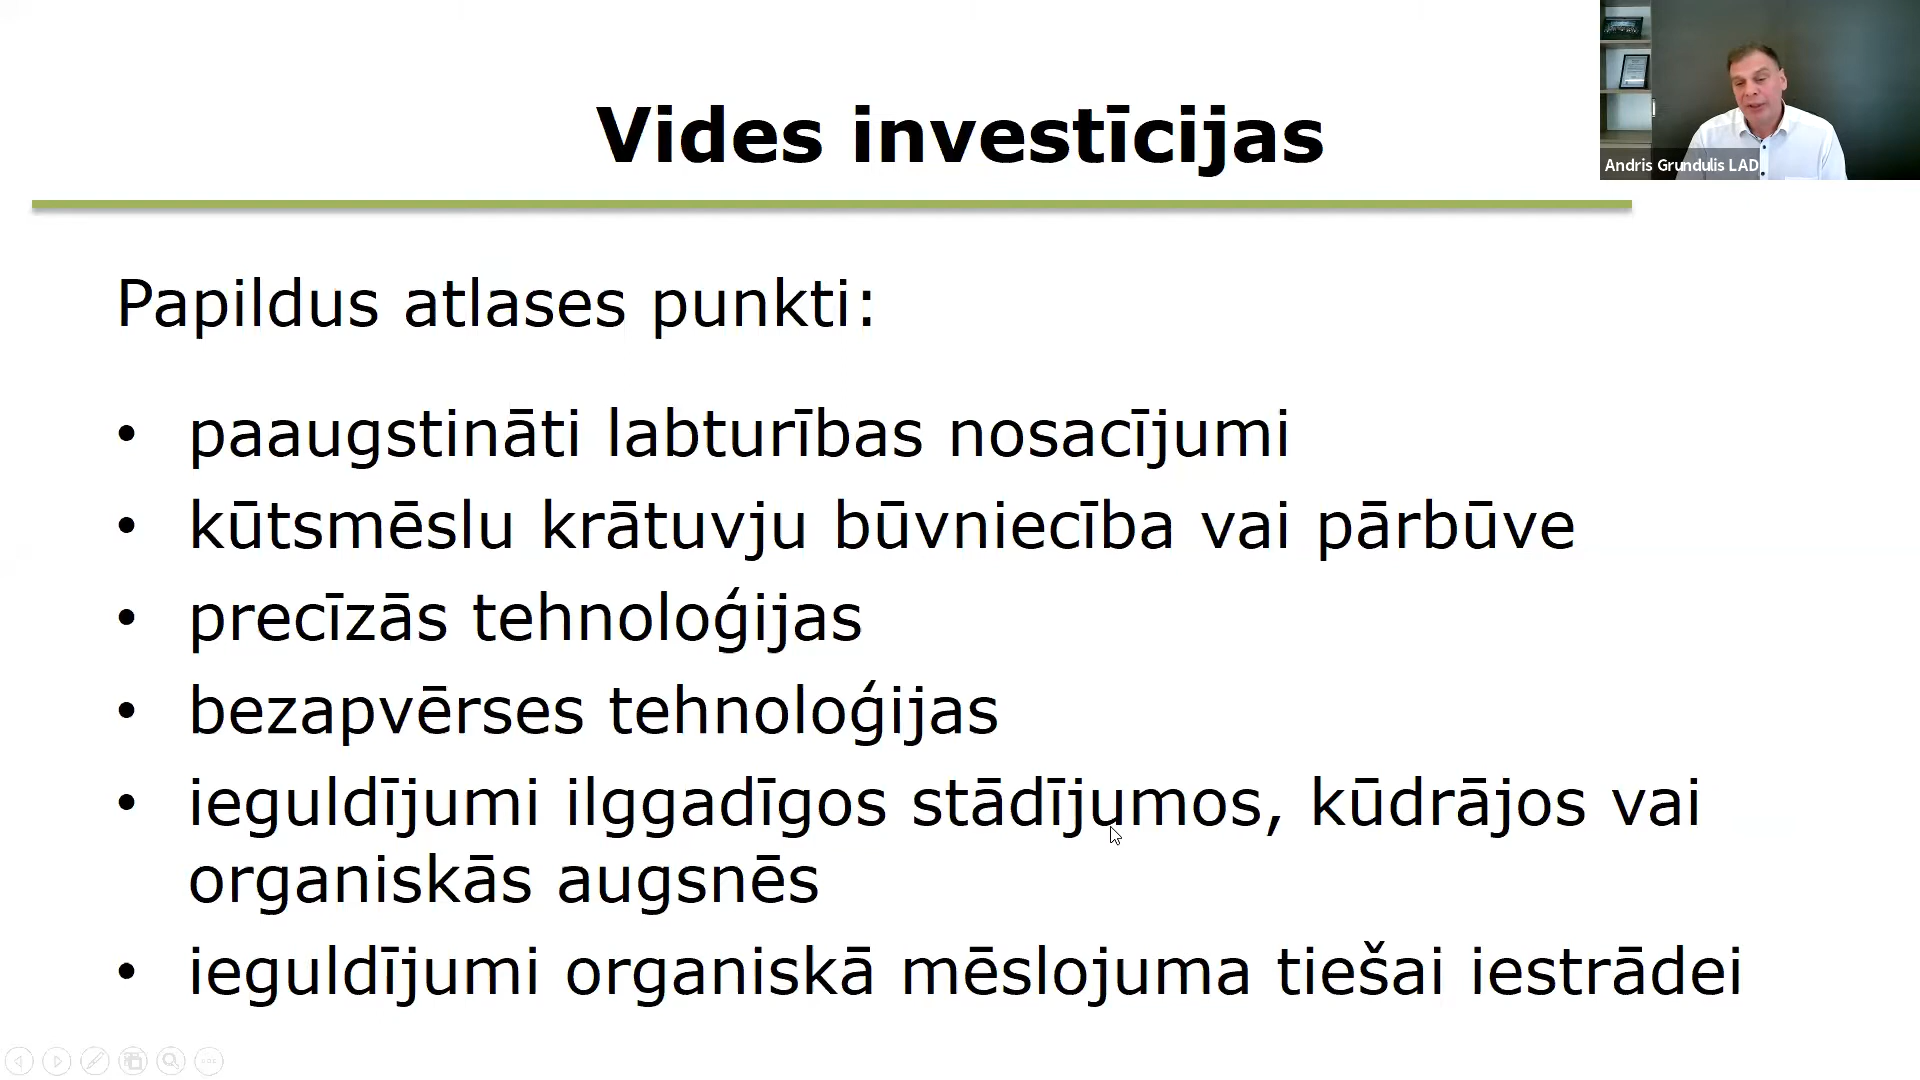 Vides investīcijas
Andris Grundulis LAD
Papildus atlases punkti:
• paaugstināti labturības nosacījumi
• kūtsmēslu krātuvju būvniecība vai pārbūve
• precīzās tehnoloģijas
• bezapvērses tehnoloģijas
• ieguldījumi ilggadīgos stādījumos, kūdrājos vai
organiskās augsnēs
• ieguldījumi organiskā mēslojuma tiešai iestrādei